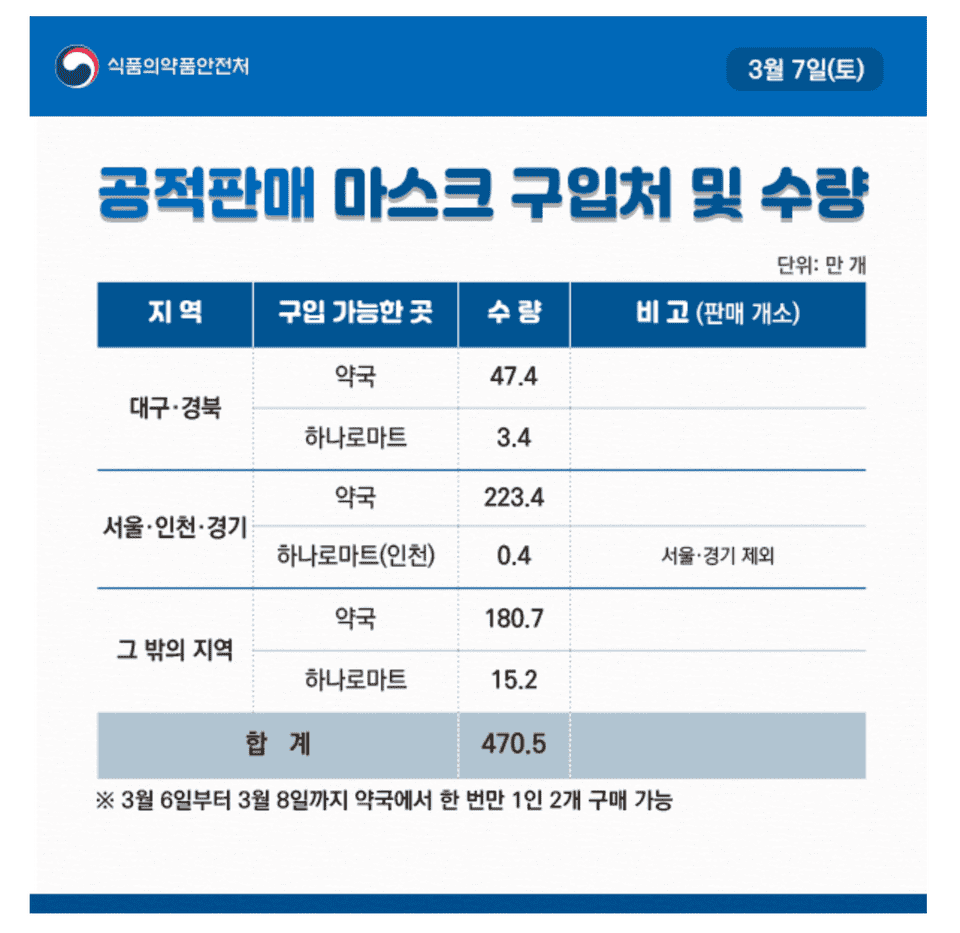 식품의약품안전처
3월 7일(토)
공적판매 마스크 구입처 및 수량
단위: 만 개
지 역 구입 가능한 곳 수 량 비 고 (판매 개소)
대구·경북
약국 47.4
하나로마트 3.4
서울·인천·경기
약국 223.4
하나로마트(인천) 0.4 서울·경기 제외
그 밖의 지역
약국 180.7
하나로마트 15.2
합 계 470.5
※ 3월 6일부터 3월 8일까지 약국에서 한 번만 1인 2개 구매 가능